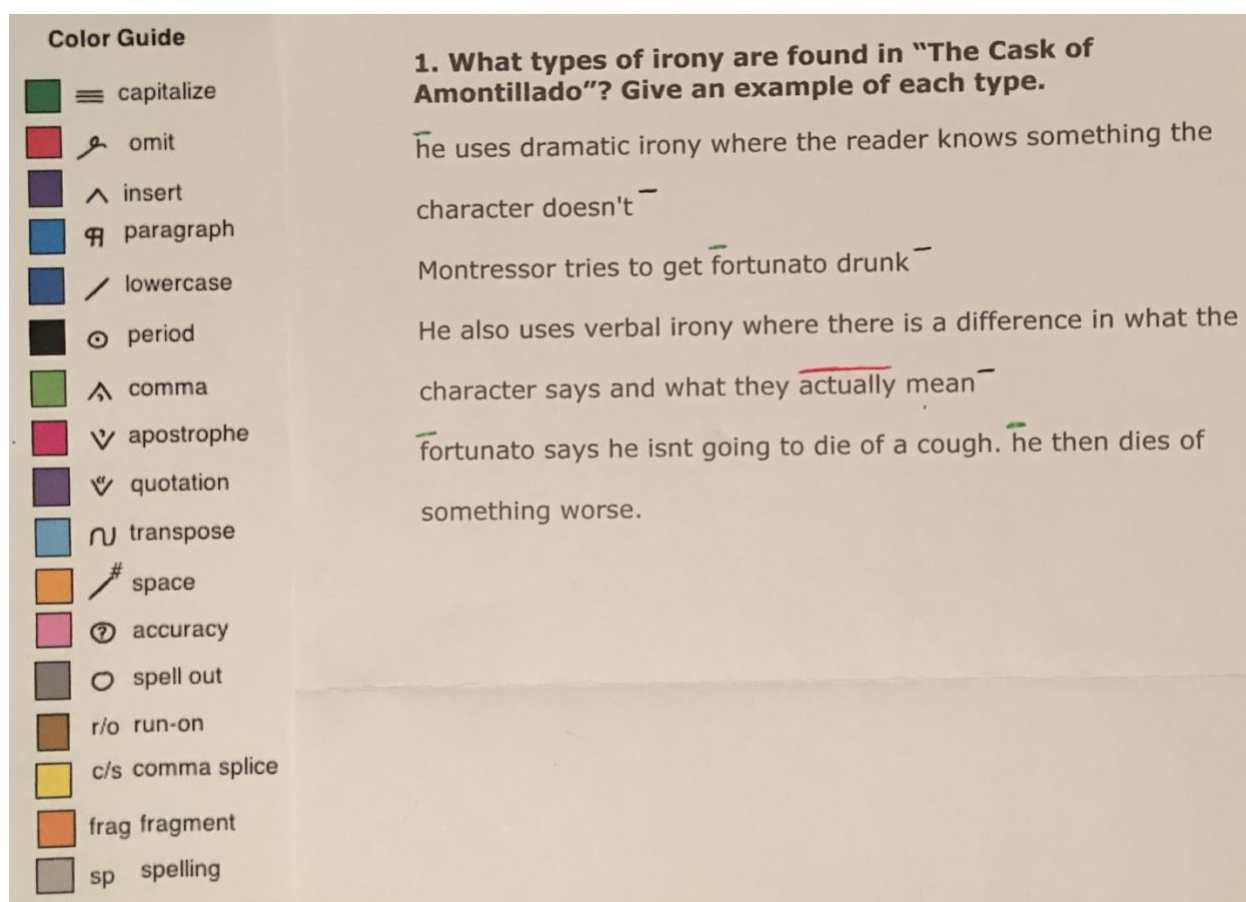 Color Guide
capitalize
omit
insert
paragraph
lowercase
period
comma
apostrophe
quotation
transpose
# space
? accuracy
spell out
r/o run-on
c/s comma splice
frag fragment
sp spelling
1. What types of irony are found in "The Cask of
Amontillado"? Give an example of each type.
he uses dramatic irony where the reader knows something the
character doesn't
Montressor tries to get fortunato drunk
He also uses verbal irony where there is a difference in what the
character says and what they actually mean
fortunato says he isnt going to die of a cough. he then dies of
something worse.